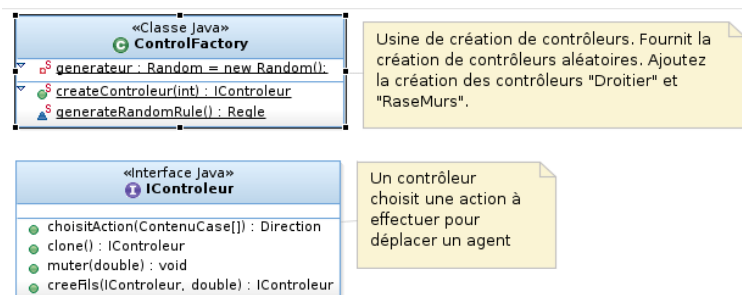 «Classe Java»
ControlFactory
generateur : Random = new Random();
createControleur(int) : IControleur
generateRandomRule() : Regle
Usine de création de contrôleurs. Fournit la
création de contrôleurs aléatoires. Ajoutez
la création des contrôleurs "Droitier" et
"RaseMurs".
«Interface Java»
IControleur
choisitAction(ContenuCase[]) : Direction
clone() : IControleur
muter(double) : void
creeFils(IControleur, double) : IControleur
Un contrôleur
choisit une action à
effectuer pour
déplacer un agent